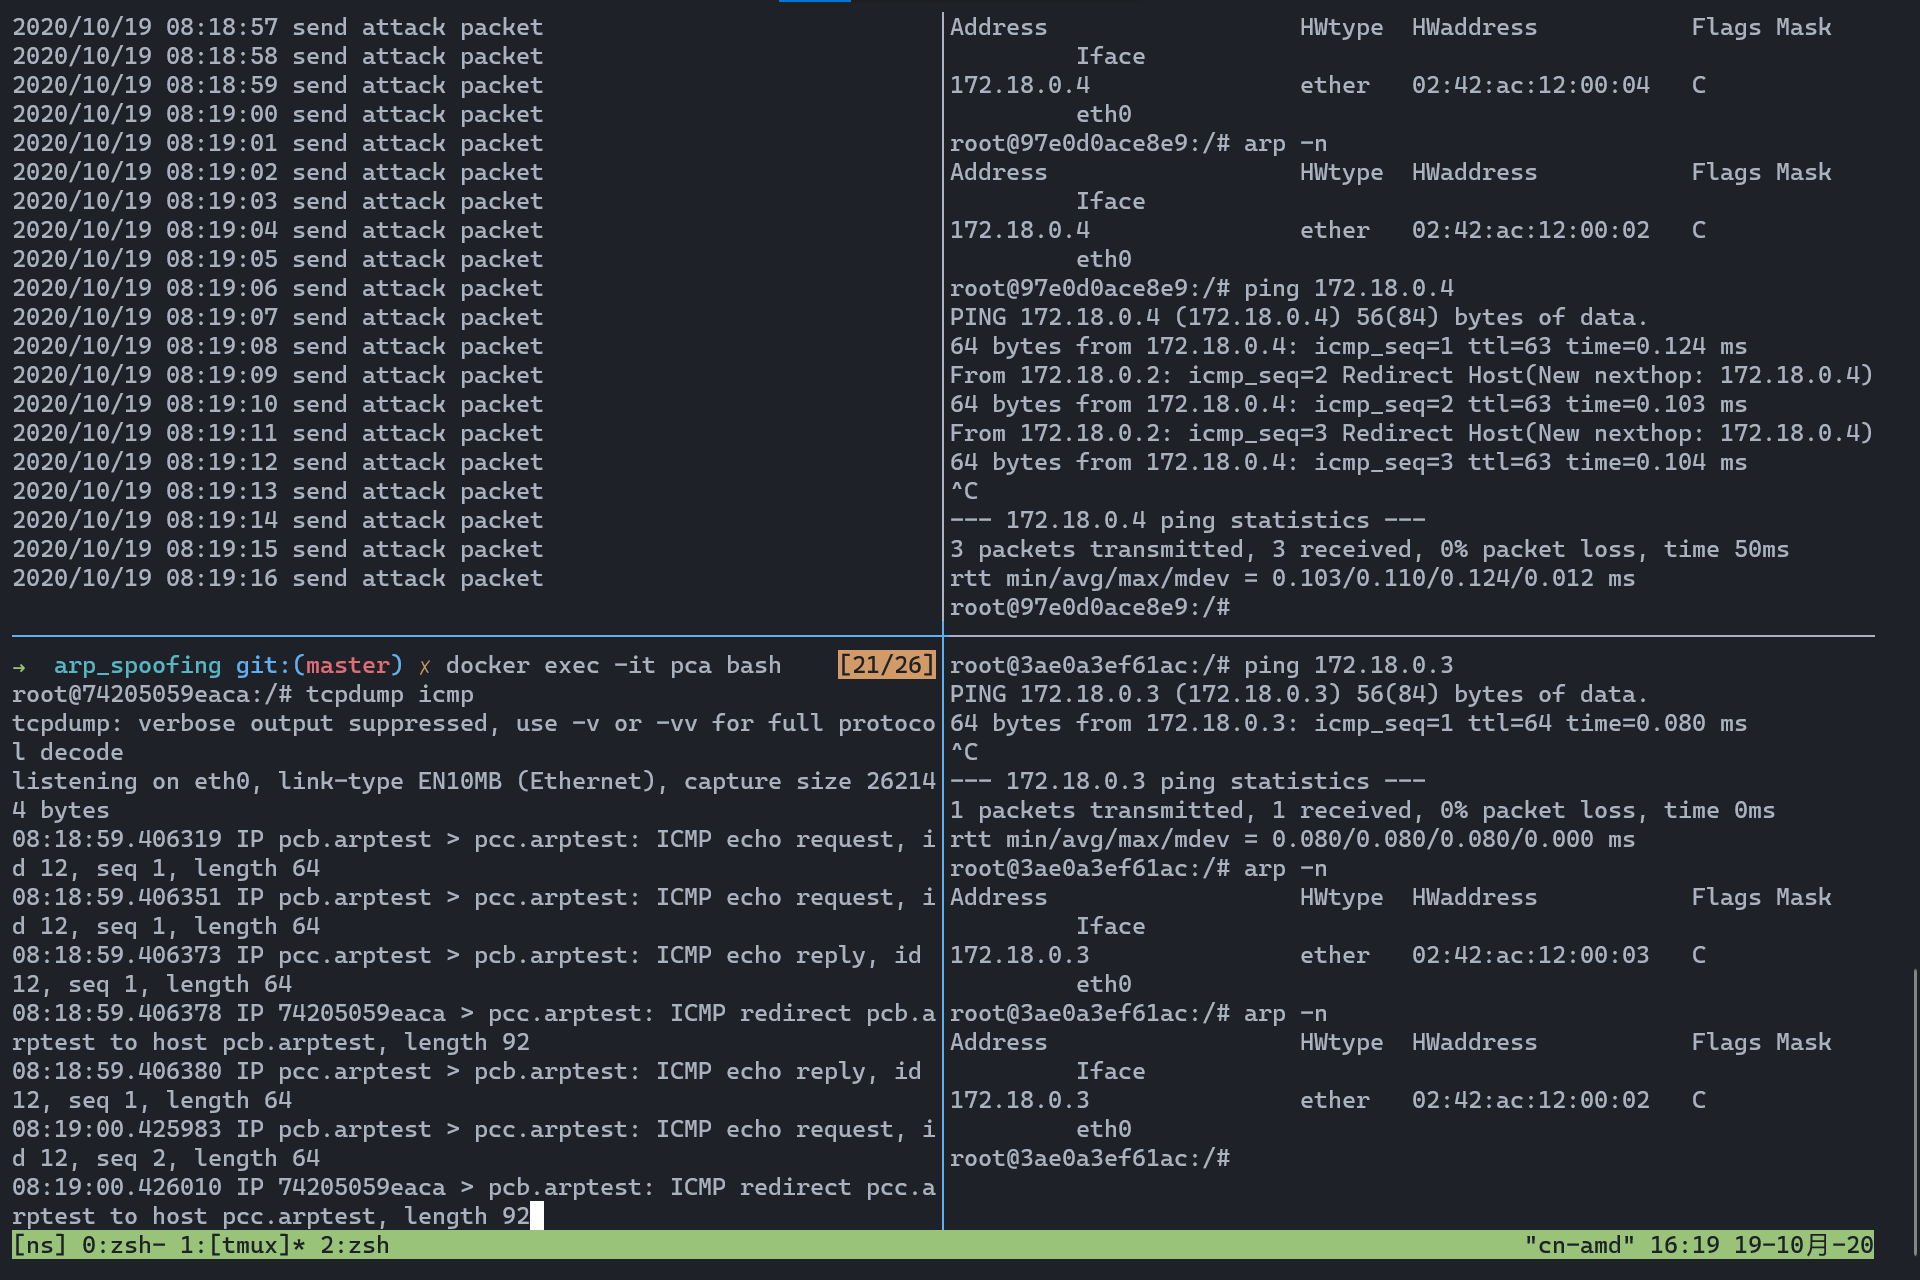 2020/10/19 08:18:57 send attack packet
2020/10/19 08:18:58 send attack packet
2020/10/19 08:18:59 send attack packet
2020/10/19 08:19:00 send attack packet
2020/10/19 08:19:01 send attack packet
2020/10/19 08:19:02 send attack packet
2020/10/19 08:19:03 send attack packet
2020/10/19 08:19:04 send attack packet
2020/10/19 08:19:05 send attack packet
2020/10/19 08:19:06 send attack packet
2020/10/19 08:19:07 send attack packet
2020/10/19 08:19:08 send attack packet
2020/10/19 08:19:09 send attack packet
2020/10/19 08:19:10 send attack packet
2020/10/19 08:19:11 send attack packet
2020/10/19 08:19:12 send attack packet
2020/10/19 08:19:13 send attack packet
2020/10/19 08:19:14 send attack packet
2020/10/19 08:19:15 send attack packet
2020/10/19 08:19:16 send attack packet
Address                  HWtype  HWaddress           Flags Mask
         Iface
172.18.0.4               ether   02:42:ac:12:00:04   C
         eth0
root@97e0d0ace8e9:/# arp -n
Address                  HWtype  HWaddress           Flags Mask
         Iface
172.18.0.4               ether   02:42:ac:12:00:02   C
         eth0
root@97e0d0ace8e9:/# ping 172.18.0.4
PING 172.18.0.4 (172.18.0.4) 56(84) bytes of data.
64 bytes from 172.18.0.4: icmp_seq=1 ttl=63 time=0.124 ms
From 172.18.0.2: icmp_seq=2 Redirect Host(New nexthop: 172.18.0.4)
64 bytes from 172.18.0.4: icmp_seq=2 ttl=63 time=0.103 ms
From 172.18.0.2: icmp_seq=3 Redirect Host(New nexthop: 172.18.0.4)
64 bytes from 172.18.0.4: icmp_seq=3 ttl=63 time=0.104 ms
^C
--- 172.18.0.4 ping statistics ---
3 packets transmitted, 3 received, 0% packet loss, time 50ms
rtt min/avg/max/mdev = 0.103/0.110/0.124/0.012 ms
root@97e0d0ace8e9:/#
→  arp_spoofing git:(master) ✗ docker exec -it pca bash    [21/26]
root@74205059eaca:/# tcpdump icmp
tcpdump: verbose output suppressed, use -v or -vv for full protoco
l decode
listening on eth0, link-type EN10MB (Ethernet), capture size 26214
4 bytes
08:18:59.406319 IP pcb.arptest > pcc.arptest: ICMP echo request, i
d 12, seq 1, length 64
08:18:59.406351 IP pcb.arptest > pcc.arptest: ICMP echo request, i
d 12, seq 1, length 64
08:18:59.406373 IP pcc.arptest > pcb.arptest: ICMP echo reply, id
12, seq 1, length 64
08:18:59.406378 IP 74205059eaca > pcc.arptest: ICMP redirect pcb.a
rptest to host pcb.arptest, length 92
08:18:59.406380 IP pcc.arptest > pcb.arptest: ICMP echo reply, id
12, seq 1, length 64
08:19:00.425983 IP pcb.arptest > pcc.arptest: ICMP echo request, i
d 12, seq 2, length 64
08:19:00.426010 IP 74205059eaca > pcb.arptest: ICMP redirect pcc.a
rptest to host pcc.arptest, length 92
root@3ae0a3ef61ac:/# ping 172.18.0.3
PING 172.18.0.3 (172.18.0.3) 56(84) bytes of data.
64 bytes from 172.18.0.3: icmp_seq=1 ttl=64 time=0.080 ms
^C
--- 172.18.0.3 ping statistics ---
1 packets transmitted, 1 received, 0% packet loss, time 0ms
rtt min/avg/max/mdev = 0.080/0.080/0.080/0.000 ms
root@3ae0a3ef61ac:/# arp -n
Address                  HWtype  HWaddress           Flags Mask
         Iface
172.18.0.3               ether   02:42:ac:12:00:03   C
         eth0
root@3ae0a3ef61ac:/# arp -n
Address                  HWtype  HWaddress           Flags Mask
         Iface
172.18.0.3               ether   02:42:ac:12:00:02   C
         eth0
root@3ae0a3ef61ac:/#
[ns] 0:zsh- 1:[tmux]* 2:zsh    "cn-amd" 16:19 19-10月-20